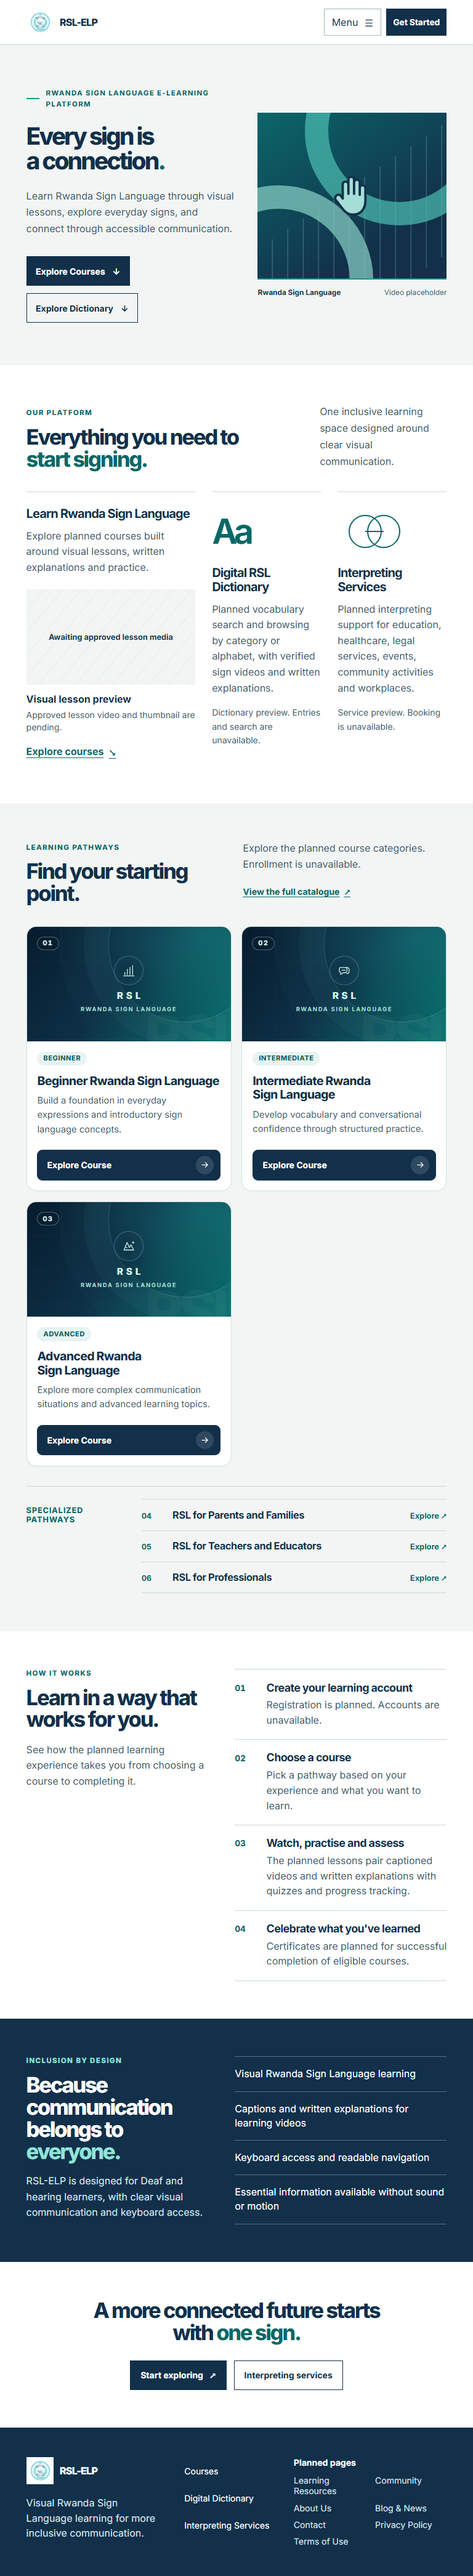 RSL-ELP
Menu
Get Started
RWANDA SIGN LANGUAGE E-LEARNING
PLATFORM
Every sign is
a connection.
Learn Rwanda Sign Language through visual
lessons, explore everyday signs, and
connect through accessible communication.
Explore Courses ↓
Explore Dictionary ↓
Rwanda Sign Language
Video placeholder
OUR PLATFORM
Everything you need to
start signing.
One inclusive learning
space designed around
clear visual
communication.
Learn Rwanda Sign Language
Explore planned courses built
around visual lessons, written
explanations and practice.
Awaiting approved lesson media
Visual lesson preview
Approved lesson video and thumbnail are
pending.
Explore courses ↘
Aa
Digital RSL
Dictionary
Planned vocabulary
search and browsing
by category or
alphabet, with verified
sign videos and written
explanations.
Dictionary preview. Entries
and search are
unavailable.
Interpreting
Services
Planned interpreting
support for education,
healthcare, legal
services, events,
community activities
and workplaces.
Service preview. Booking
is unavailable.
LEARNING PATHWAYS
Find your starting
point.
Explore the planned course categories.
Enrollment is unavailable.
View the full catalogue ↗
01
RSL
RWANDA SIGN LANGUAGE
BEGINNER
Beginner Rwanda Sign Language
Build a foundation in everyday
expressions and introductory sign
language concepts.
Explore Course →
02
RSL
RWANDA SIGN LANGUAGE
INTERMEDIATE
Intermediate Rwanda
Sign Language
Develop vocabulary and conversational
confidence through structured practice.
Explore Course →
03
RSL
RWANDA SIGN LANGUAGE
ADVANCED
Advanced Rwanda
Sign Language
Explore more complex communication
situations and advanced learning topics.
Explore Course →
SPECIALIZED
PATHWAYS
04 RSL for Parents and Families Explore ↗
05 RSL for Teachers and Educators Explore ↗
06 RSL for Professionals Explore ↗
HOW IT WORKS
Learn in a way that
works for you.
See how the planned learning
experience takes you from choosing a
course to completing it.
01 Create your learning account
Registration is planned. Accounts are
unavailable.
02 Choose a course
Pick a pathway based on your
experience and what you want to
learn.
03 Watch, practise and assess
The planned lessons pair captioned
videos and written explanations with
quizzes and progress tracking.
04 Celebrate what you've learned
Certificates are planned for successful
completion of eligible courses.
INCLUSION BY DESIGN
Because
communication
belongs to
everyone.
RSL-ELP is designed for Deaf and
hearing learners, with clear visual
communication and keyboard access.
Visual Rwanda Sign Language learning
Captions and written explanations for
learning videos
Keyboard access and readable navigation
Essential information available without sound
or motion
A more connected future starts
with one sign.
Start exploring ↗
Interpreting services
RSL-ELP
Visual Rwanda Sign
Language learning for more
inclusive communication.
Courses
Digital Dictionary
Interpreting Services
Planned pages
Learning
Resources
Community
About Us
Blog & News
Contact
Privacy Policy
Terms of Use